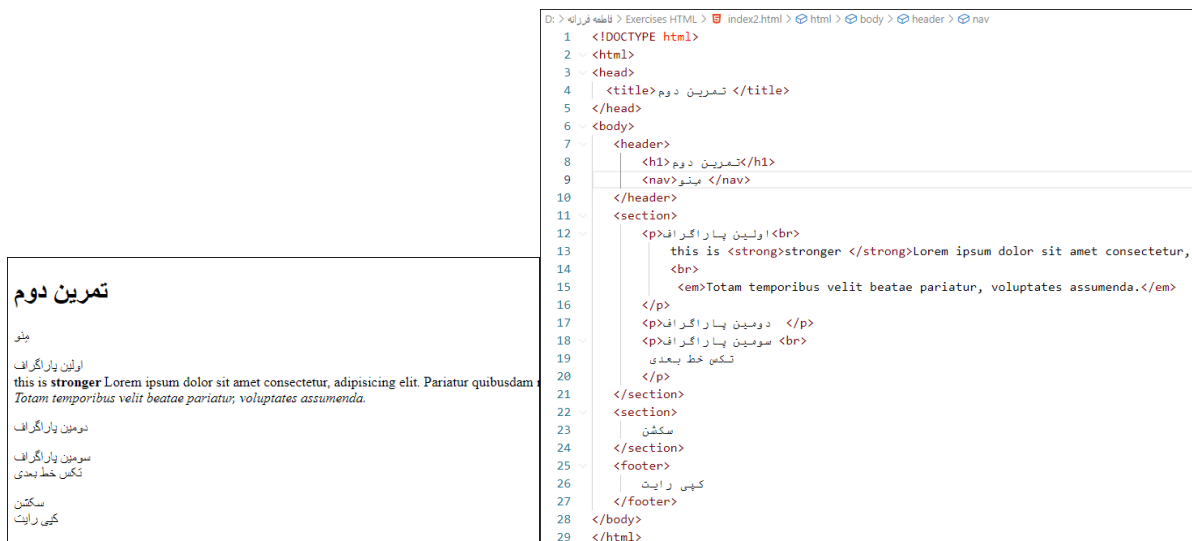 تمرین دوم
مِنو
اولین پاراگراف
this is stronger Lorem ipsum dolor sit amet consectetur, adipisicing elit. Pariatur quibusdam
Totam temporibus velit beatae pariatur, voluptates assumenda.
دومین پاراگراف
سومین پاراگراف
تکس خط بعدی
سکشن
کپی رایت
D: > فاطمه فرزانه > Exercises HTML > index2.html > html > body > header > nav
1 <!DOCTYPE html>
2 <html>
3 <head>
4 <title>تمرین دوم </title>
5 </head>
6 <body>
7 <header>
8 <h1>تمرین دوم</h1>
9 <nav>مِنو </nav>
10 </header>
11 <section>
12 <p>اولین پاراگراف<br>
13 this is <strong>stronger </strong>Lorem ipsum dolor sit amet consectetur,
14 <br>
15 <em>Totam temporibus velit beatae pariatur, voluptates assumenda.</em>
16 </p>
17 <p>دومین پاراگراف </p>
18 <p>سومین پاراگراف <br>
19 تکس خط بعدی
20 </p>
21 </section>
22 <section>
23 سکشن
24 </section>
25 <footer>
26 کپی رایت
27 </footer>
28 </body>
29 </html>